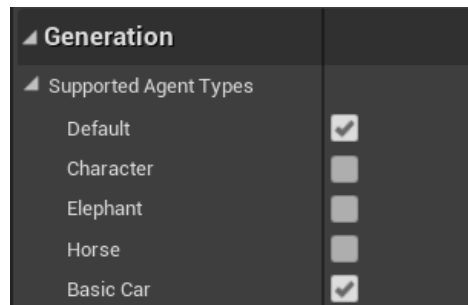 Generation
Supported Agent Types
Default
Character
Elephant
Horse
Basic Car